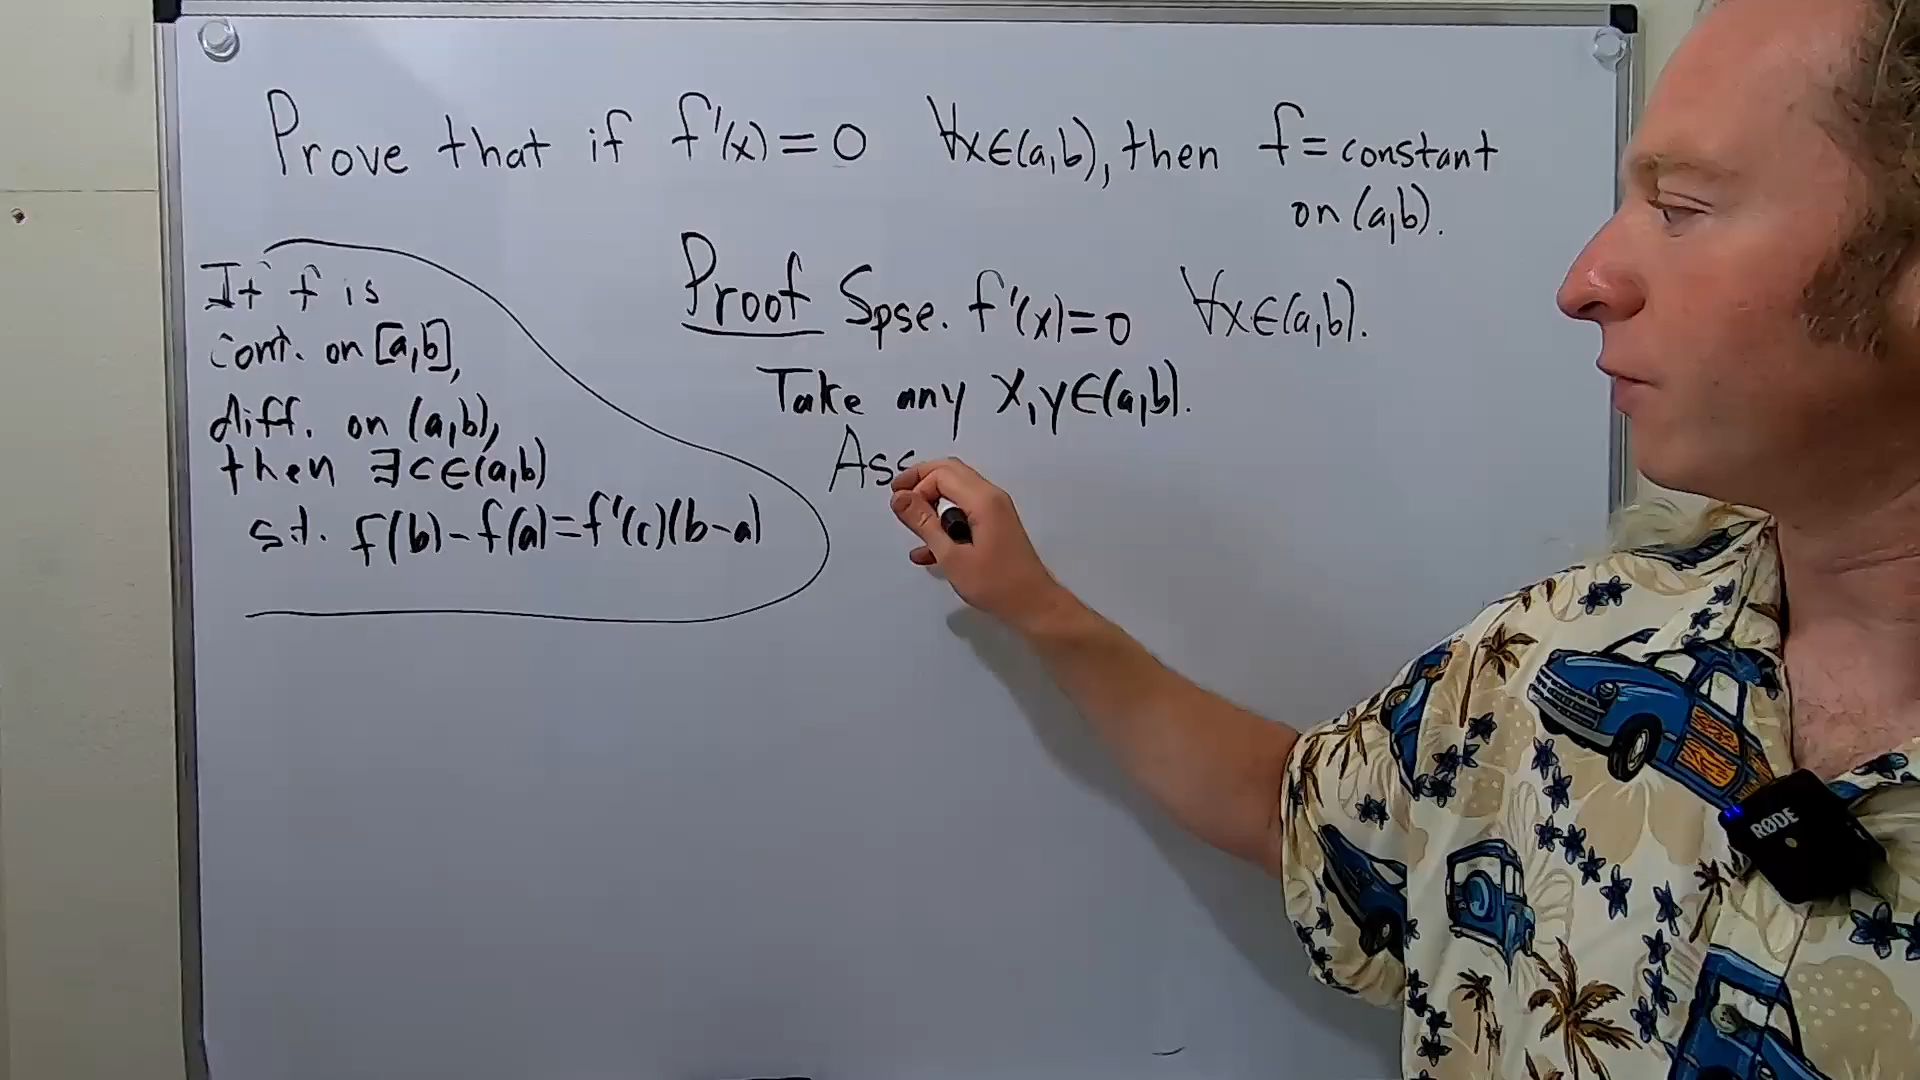 Prove that if f'(x)=0 ∀x∈(a,b), then f=constant
on (a,b).
If f is
cont. on [a,b],
diff. on (a,b),
then ∃c∈(a,b)
s.t. f(b)-f(a)=f'(c)(b-a)
Proof Spse. f'(x)=0 ∀x∈(a,b).
Take any x,y∈(a,b).
Ass
RØDE